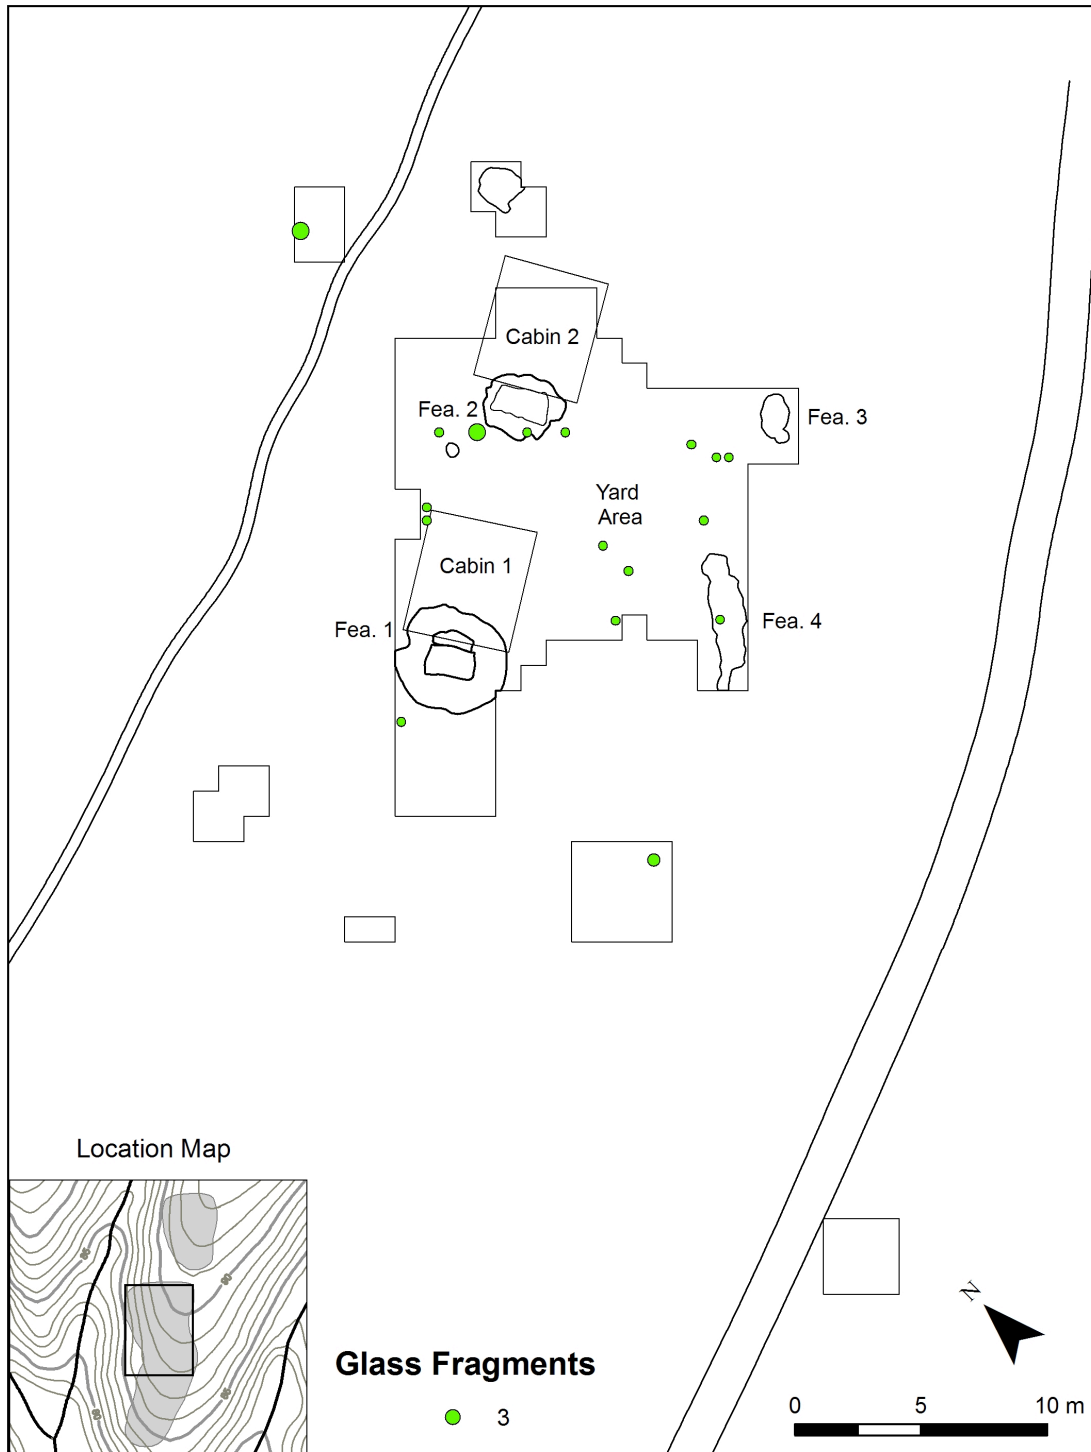 Cabin 2
Fea. 2
Fea. 3
Yard
Area
Cabin 1
Fea. 1
Fea. 4
Location Map
N
Glass Fragments
3
0 5 10 m